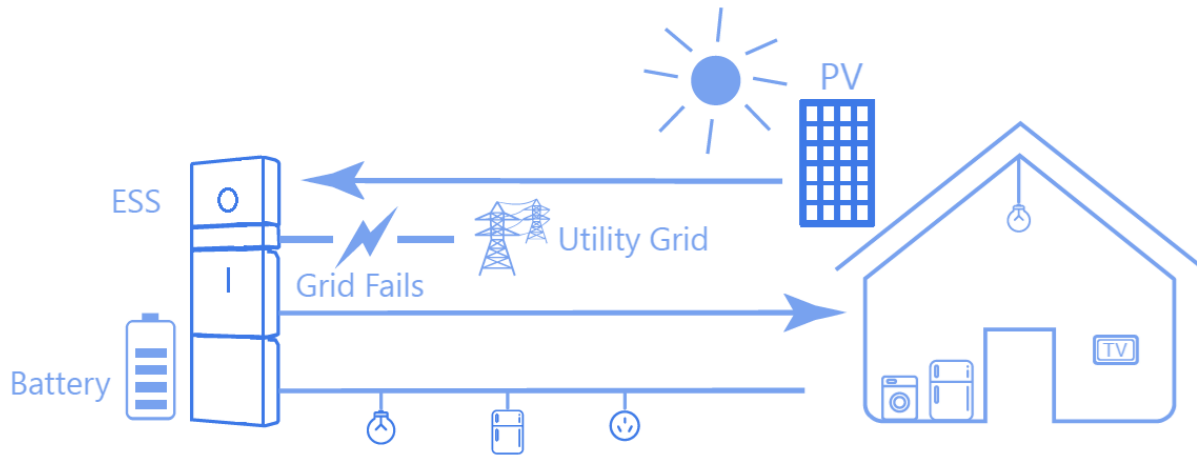 PV
ESS
Utility Grid
Grid Fails
TV
Battery